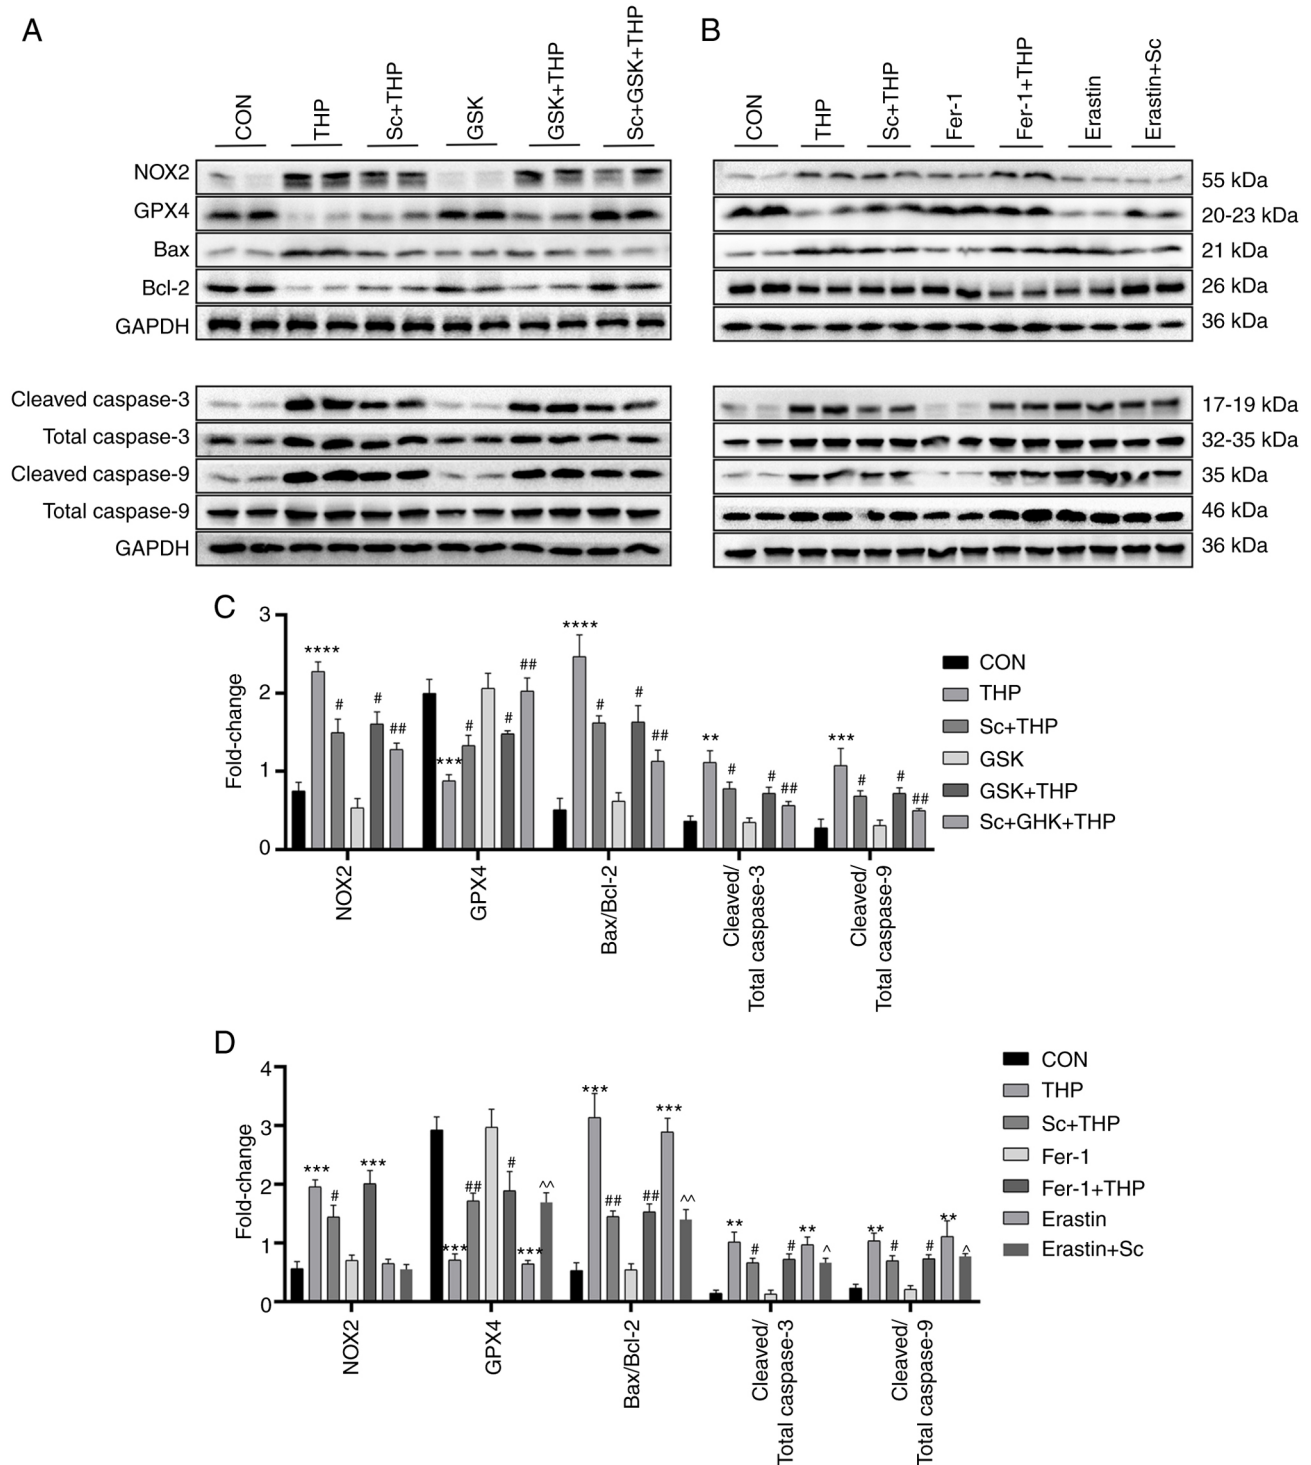 A
CON
THP
Sc+THP
GSK
GSK+THP
Sc+GSK+THP
B
CON
THP
Sc+THP
Fer-1
Fer-1+THP
Erastin
Erastin+Sc
NOX2
55 kDa
GPX4
20-23 kDa
Bax
21 kDa
Bcl-2
26 kDa
GAPDH
36 kDa
Cleaved caspase-3
17-19 kDa
Total caspase-3
32-35 kDa
Cleaved caspase-9
35 kDa
Total caspase-9
46 kDa
GAPDH
36 kDa
C
Fold-change
3
2
1
0
****
#
#
##
***
#
#
##
****
#
#
##
**
#
#
##
***
#
#
##
NOX2
GPX4
Bax/Bcl-2
Cleaved/
Total caspase-3
Cleaved/
Total caspase-9
CON
THP
Sc+THP
GSK
GSK+THP
Sc+GHK+THP
D
Fold-change
4
3
2
1
0
***
#
***
***
##
#
***
^^
***
##
##
***
^^
**
#
#
**
^
**
#
#
**
^
NOX2
GPX4
Bax/Bcl-2
Cleaved/
Total caspase-3
Cleaved/
Total caspase-9
CON
THP
Sc+THP
Fer-1
Fer-1+THP
Erastin
Erastin+Sc